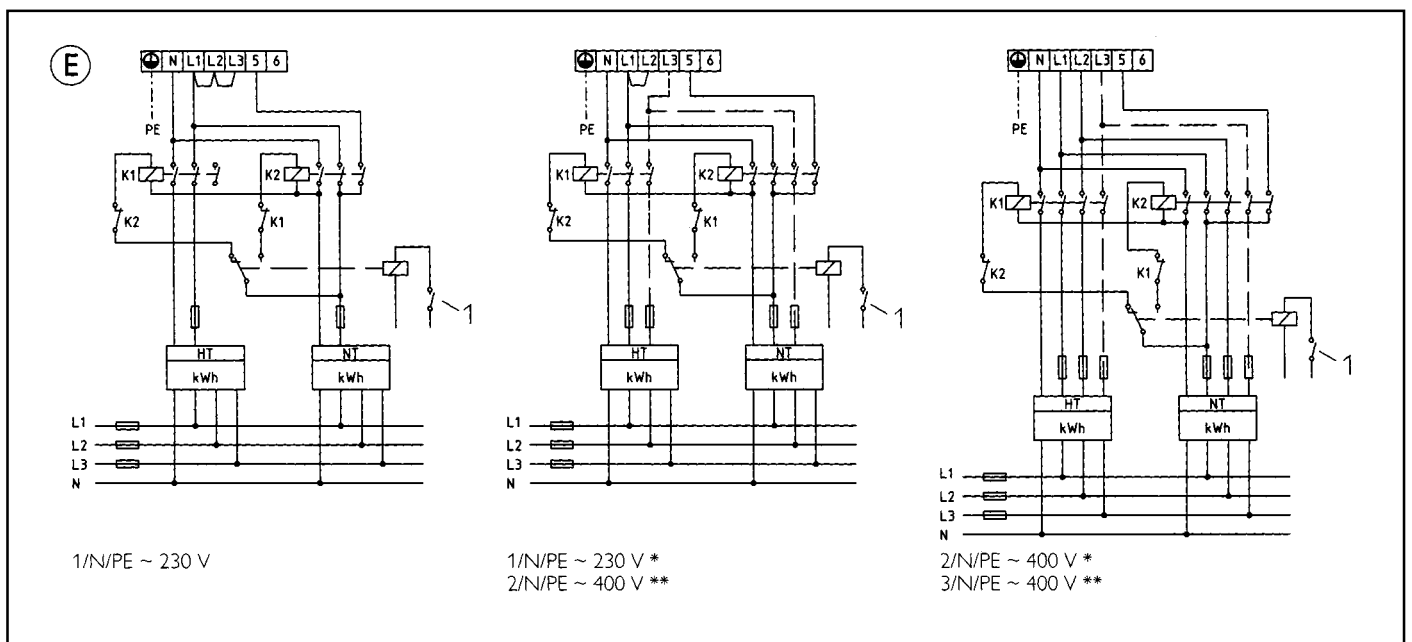 E
N L1 L2 L3 5 6
PE
K1 K2
K2 K1
1
HT NT
kWh kWh
L1
L2
L3
N
1/N/PE ~ 230 V
N L1 L2 L3 5 6
PE
K1 K2
K2 K1
1
HT NT
kWh kWh
L1
L2
L3
N
1/N/PE ~ 230 V *
2/N/PE ~ 400 V **
N L1 L2 L3 5 6
PE
K1 K2
K2 K1
1
HT NT
kWh kWh
L1
L2
L3
N
2/N/PE ~ 400 V *
3/N/PE ~ 400 V **